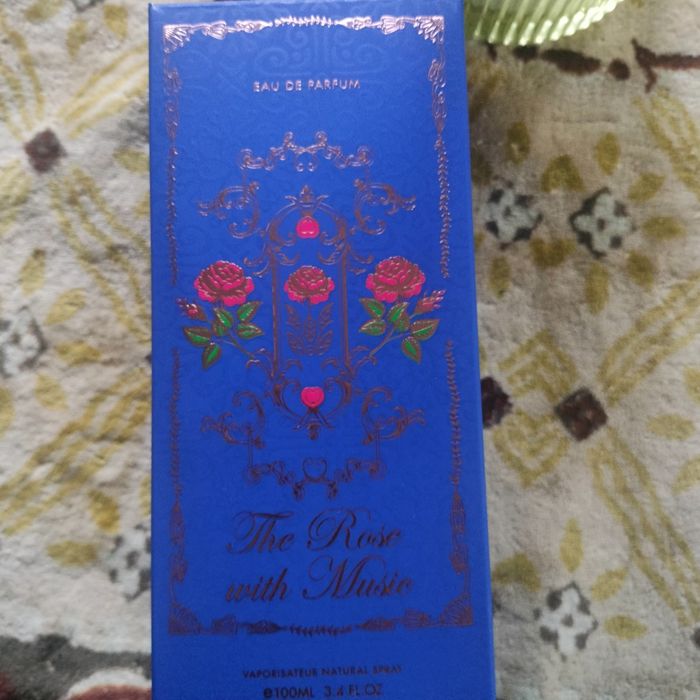 EAU DE PARFUM
The Rose
with Music
VAPORISATEUR NATURAL SPRAY
℮100ML 3.4 FL.OZ